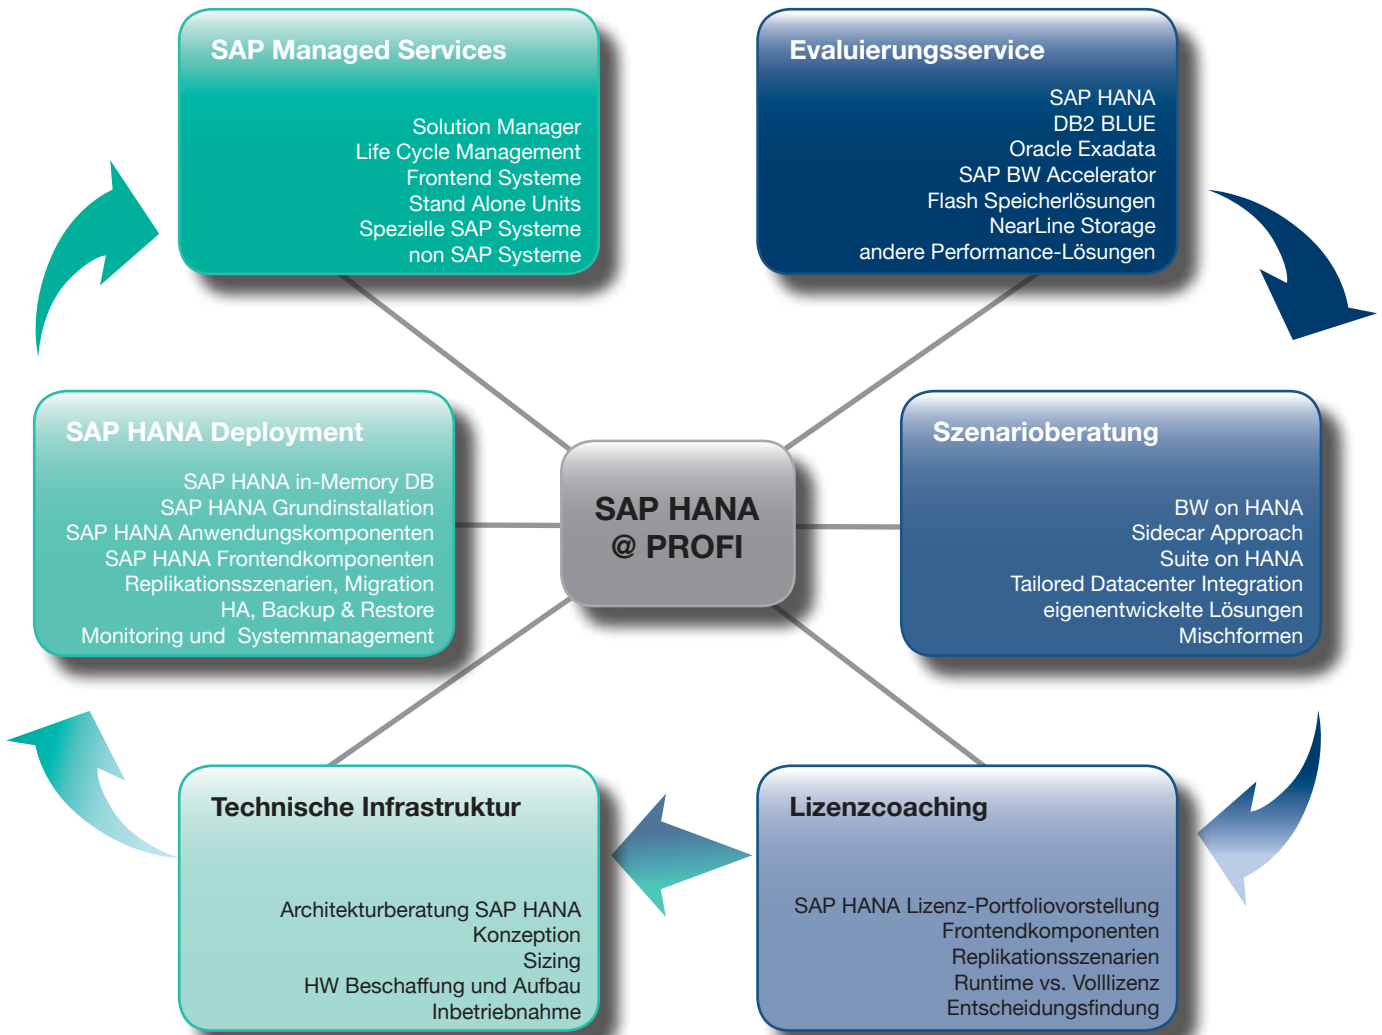 SAP Managed Services
Solution Manager
Life Cycle Management
Frontend Systeme
Stand Alone Units
Spezielle SAP Systeme
non SAP Systeme
Evaluierungsservice
SAP HANA
DB2 BLUE
Oracle Exadata
SAP BW Accelerator
Flash Speicherlösungen
NearLine Storage
andere Performance-Lösungen
SAP HANA Deployment
SAP HANA in-Memory DB
SAP HANA Grundinstallation
SAP HANA Anwendungskomponenten
SAP HANA Frontendkomponenten
Replikationsszenarien, Migration
HA, Backup & Restore
Monitoring und Systemmanagement
SAP HANA
@ PROFI
Szenarioberatung
BW on HANA
Sidecar Approach
Suite on HANA
Tailored Datacenter Integration
eigenentwickelte Lösungen
Mischformen
Technische Infrastruktur
Architekturberatung SAP HANA
Konzeption
Sizing
HW Beschaffung und Aufbau
Inbetriebnahme
Lizenzcoaching
SAP HANA Lizenz-Portfoliovorstellung
Frontendkomponenten
Replikationsszenarien
Runtime vs. Volllizenz
Entscheidungsfindung